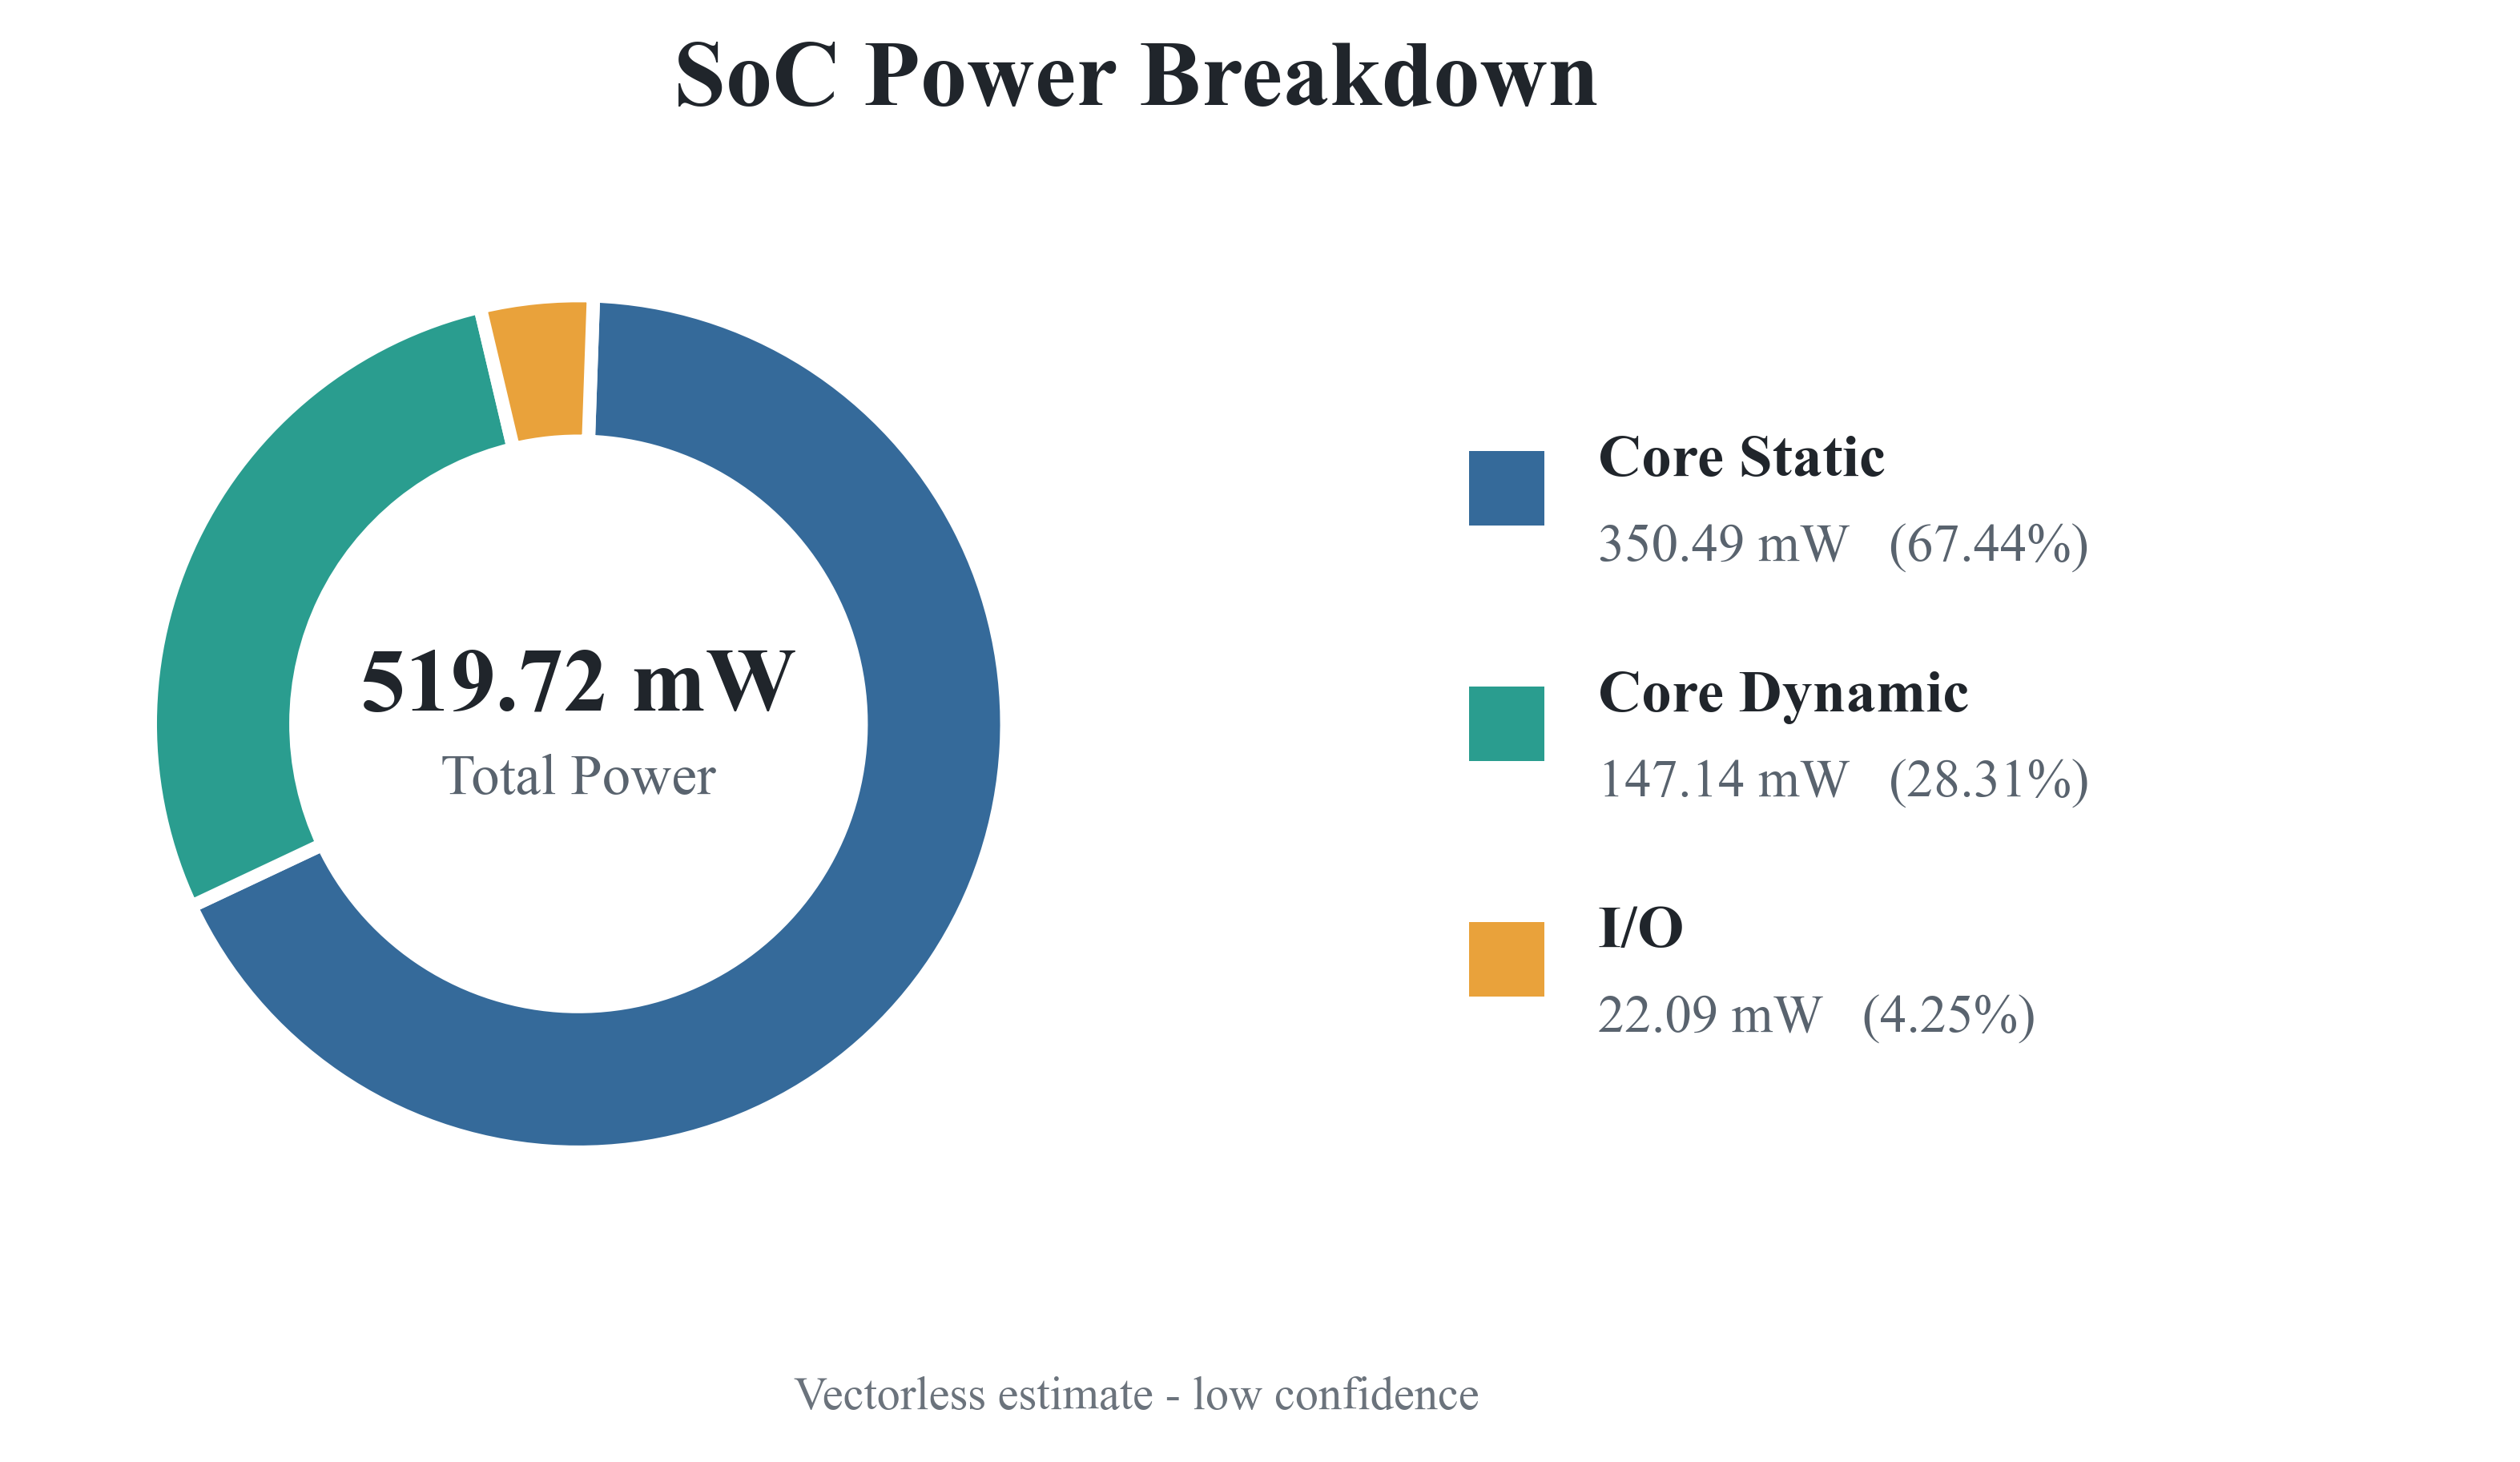 SoC Power Breakdown
519.72 mW
Total Power
Core Static
350.49 mW (67.44%)
Core Dynamic
147.14 mW (28.31%)
I/O
22.09 mW (4.25%)
Vectorless estimate - low confidence